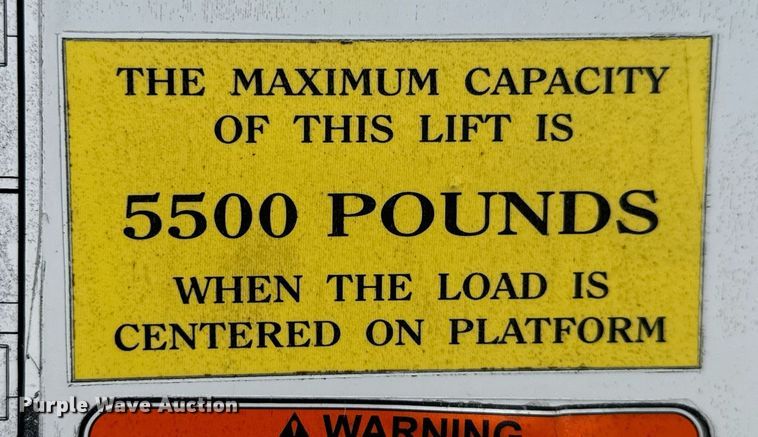 THE MAXIMUM CAPACITY
OF THIS LIFT IS
5500 POUNDS
WHEN THE LOAD IS
CENTERED ON PLATFORM
Purple Wave Auction
WARNING